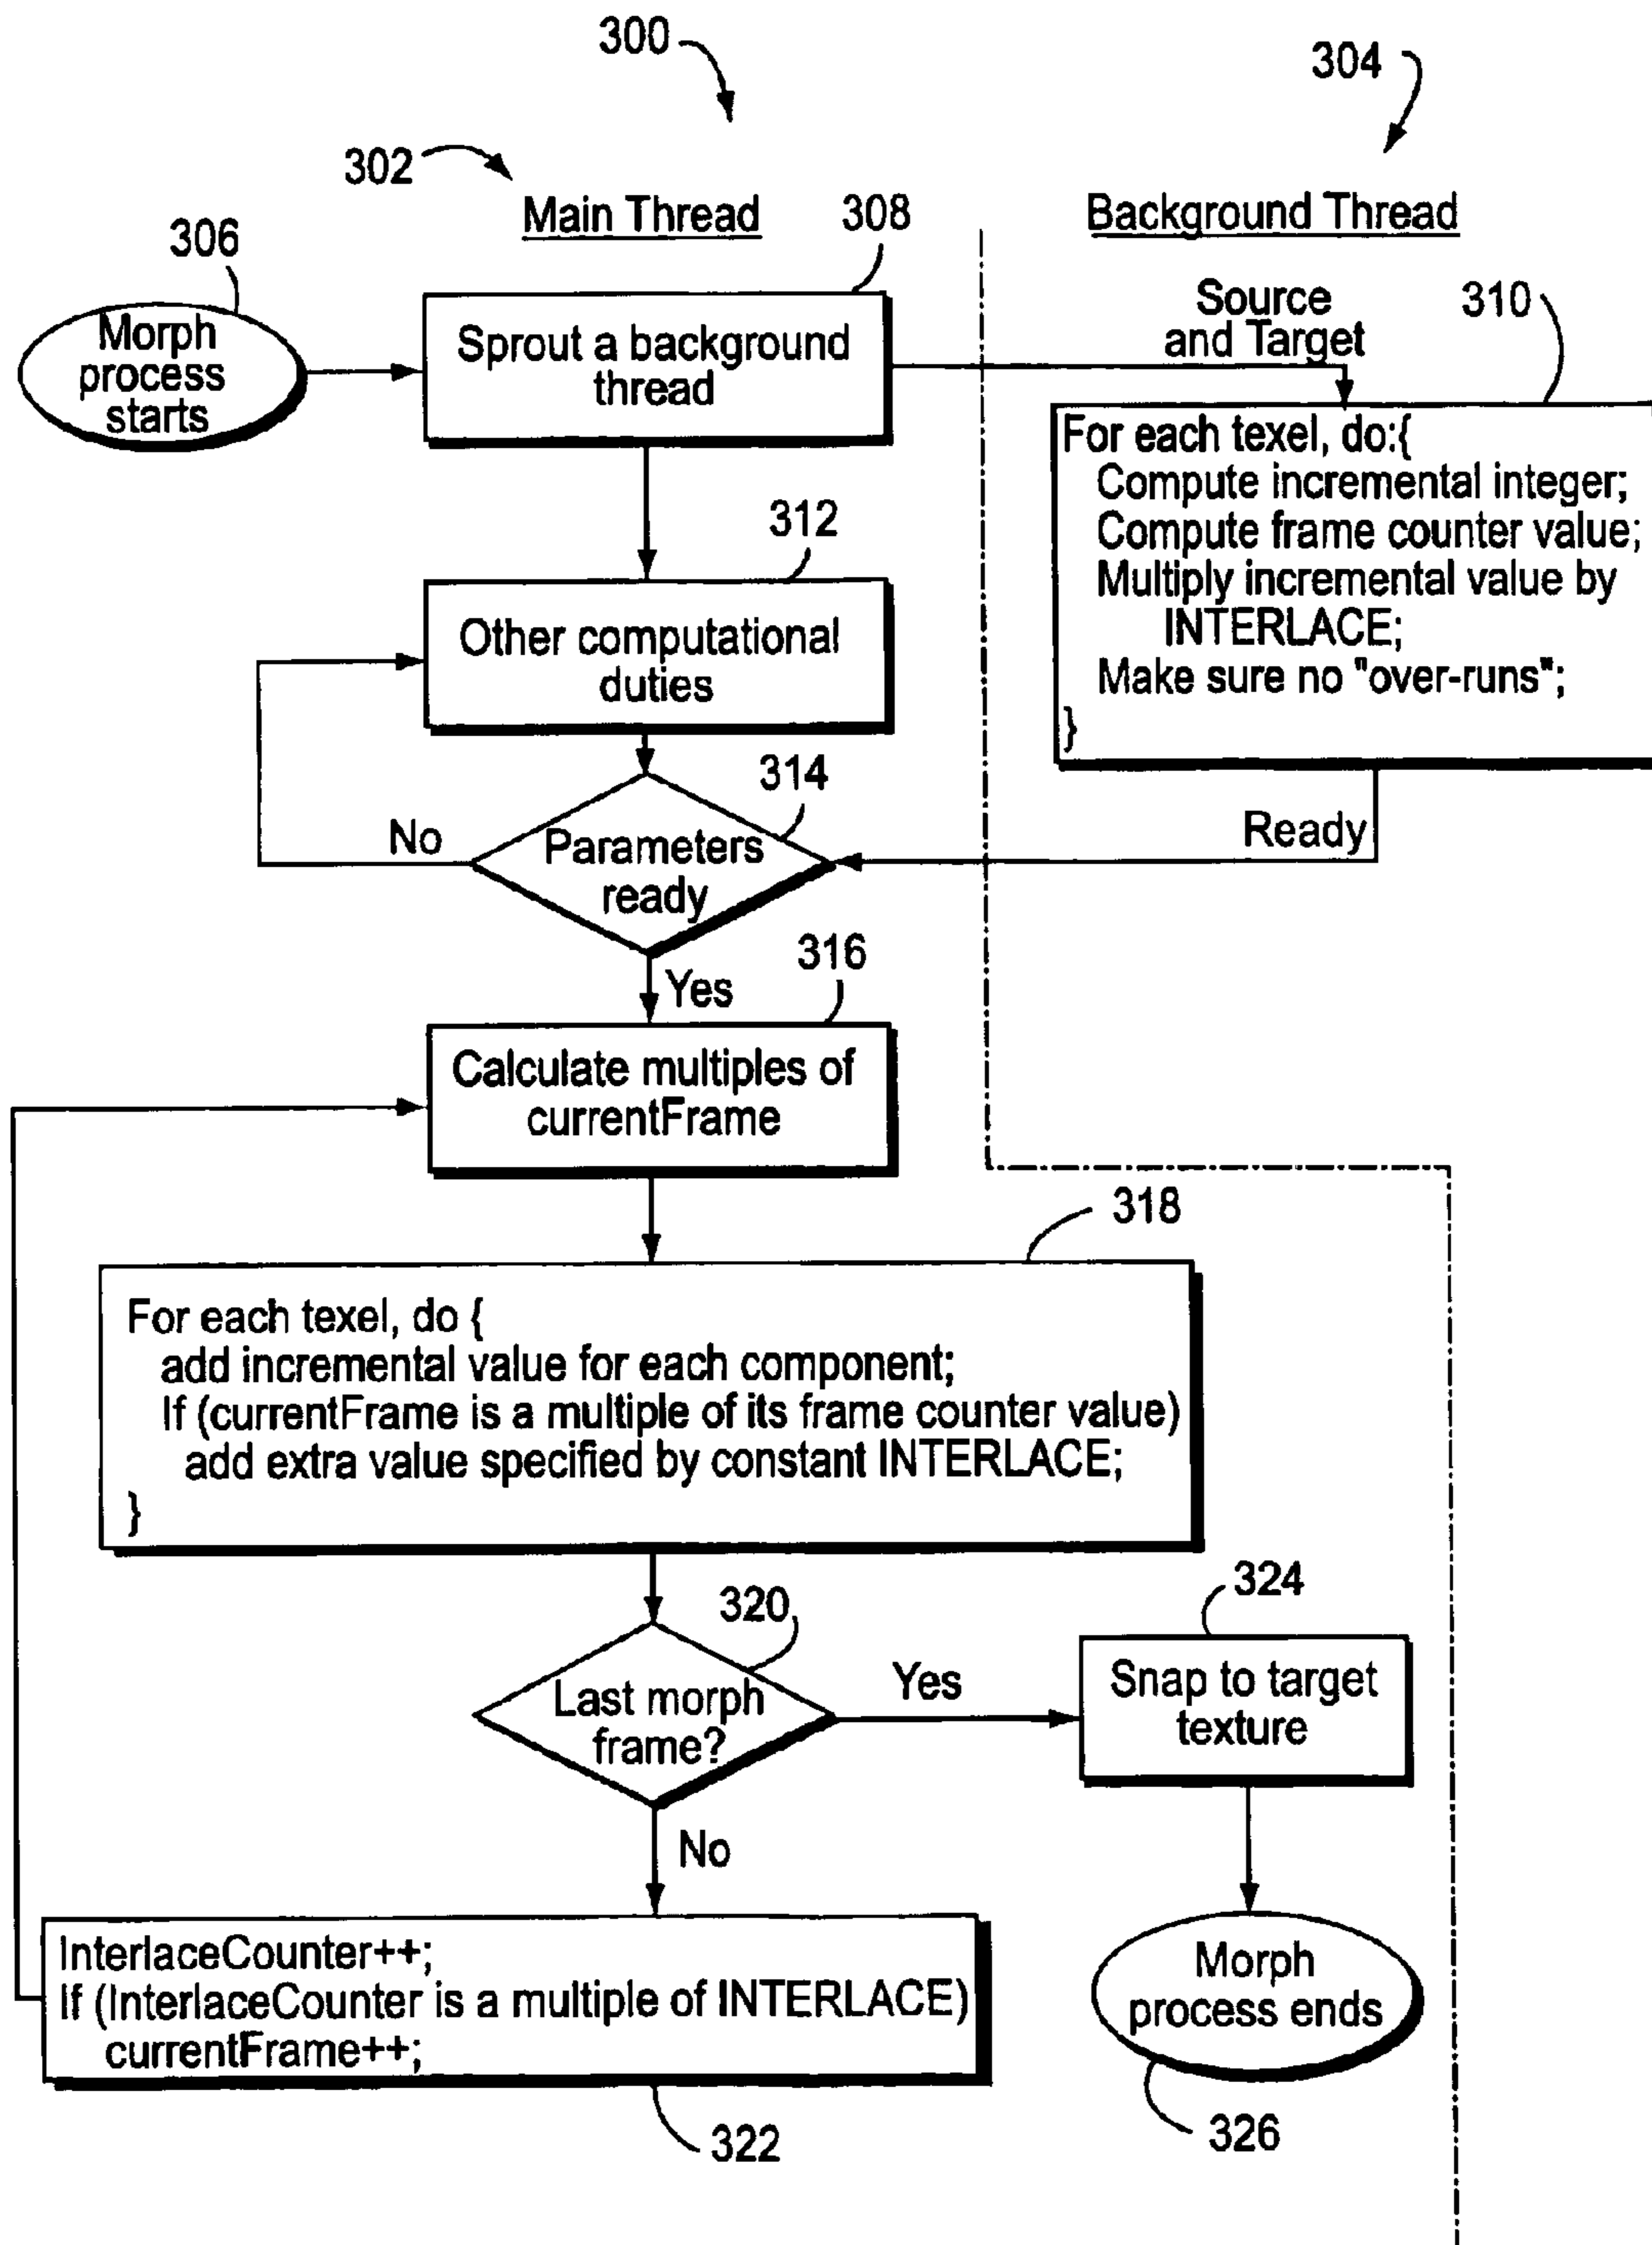 300
304
302
Main Thread
308
Background Thread
306
Morph
process
starts
Sprout a background
thread
Source
and Target
310
For each texel, do:{
Compute incremental integer;
Compute frame counter value;
Multiply incremental value by
INTERLACE;
Make sure no "over-runs";
}
312
Other computational
duties
314
No
Parameters
ready
Ready
Yes
316
Calculate multiples of
currentFrame
318
For each texel, do {
add incremental value for each component;
If (currentFrame is a multiple of its frame counter value)
add extra value specified by constant INTERLACE;
}
320
Last morph
frame?
Yes
324
Snap to target
texture
No
InterlaceCounter++;
If (InterlaceCounter is a multiple of INTERLACE)
currentFrame++;
322
Morph
process ends
326